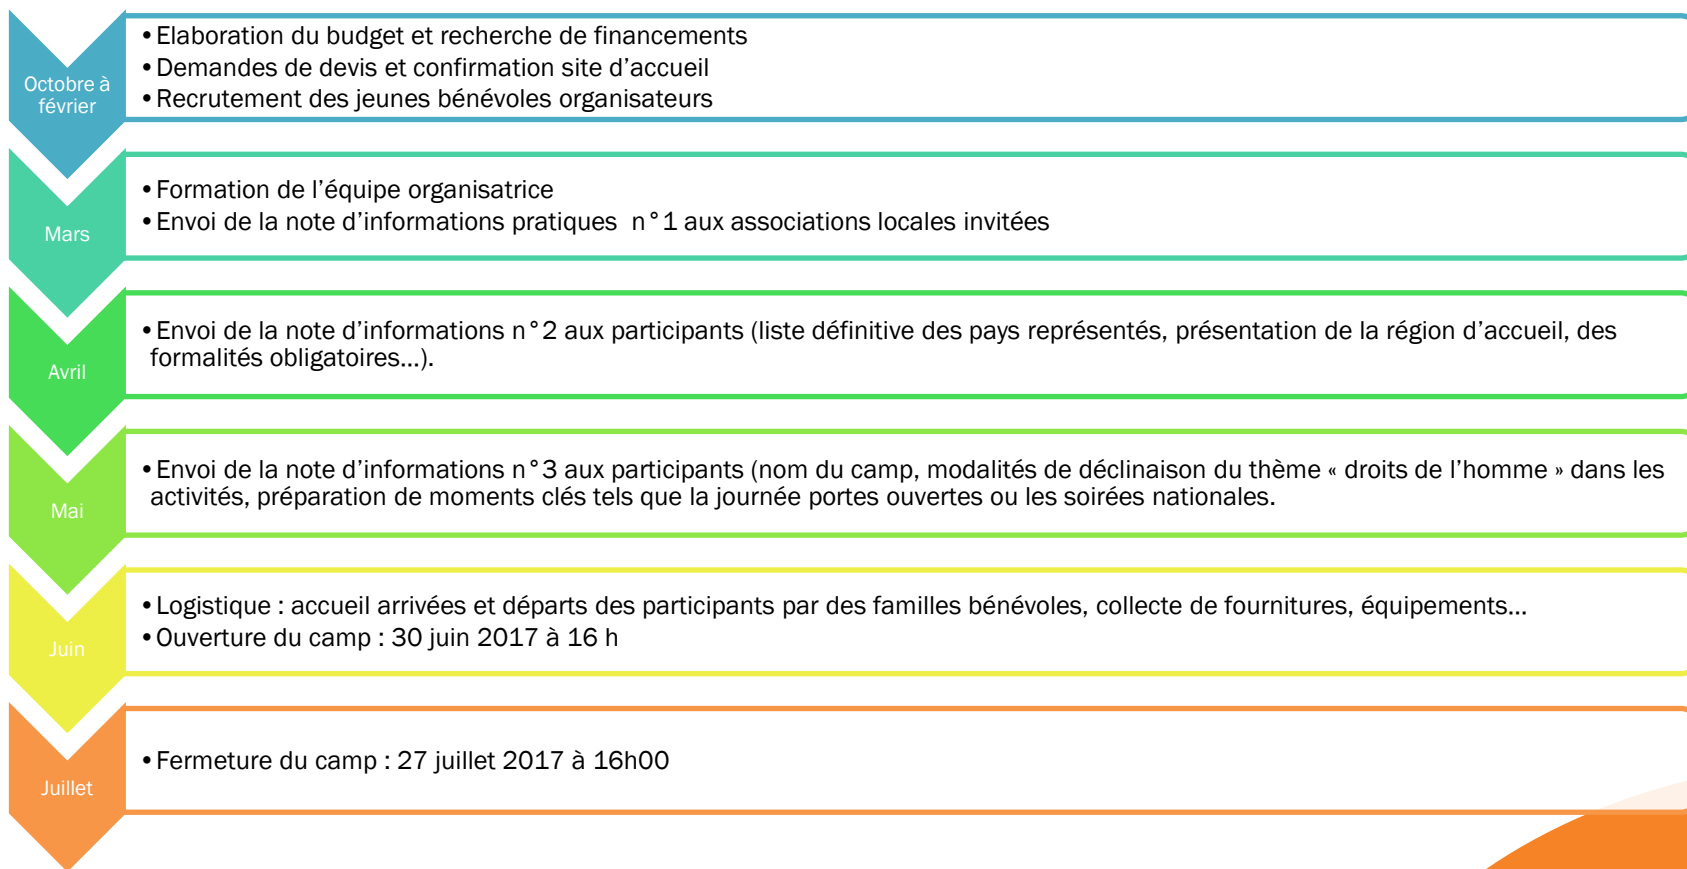 Octobre à
février
•Elaboration du budget et recherche de financements
•Demandes de devis et confirmation site d’accueil
•Recrutement des jeunes bénévoles organisateurs
Mars
•Formation de l’équipe organisatrice
•Envoi de la note d’informations pratiques  n°1 aux associations locales invitées
Avril
•Envoi de la note d’informations n°2 aux participants (liste définitive des pays représentés, présentation de la région d’accueil, des
formalités obligatoires…).
Mai
•Envoi de la note d’informations n°3 aux participants (nom du camp, modalités de déclinaison du thème « droits de l’homme » dans les
activités, préparation de moments clés tels que la journée portes ouvertes ou les soirées nationales.
Juin
•Logistique : accueil arrivées et départs des participants par des familles bénévoles, collecte de fournitures, équipements…
•Ouverture du camp : 30 juin 2017 à 16 h
Juillet
•Fermeture du camp : 27 juillet 2017 à 16h00